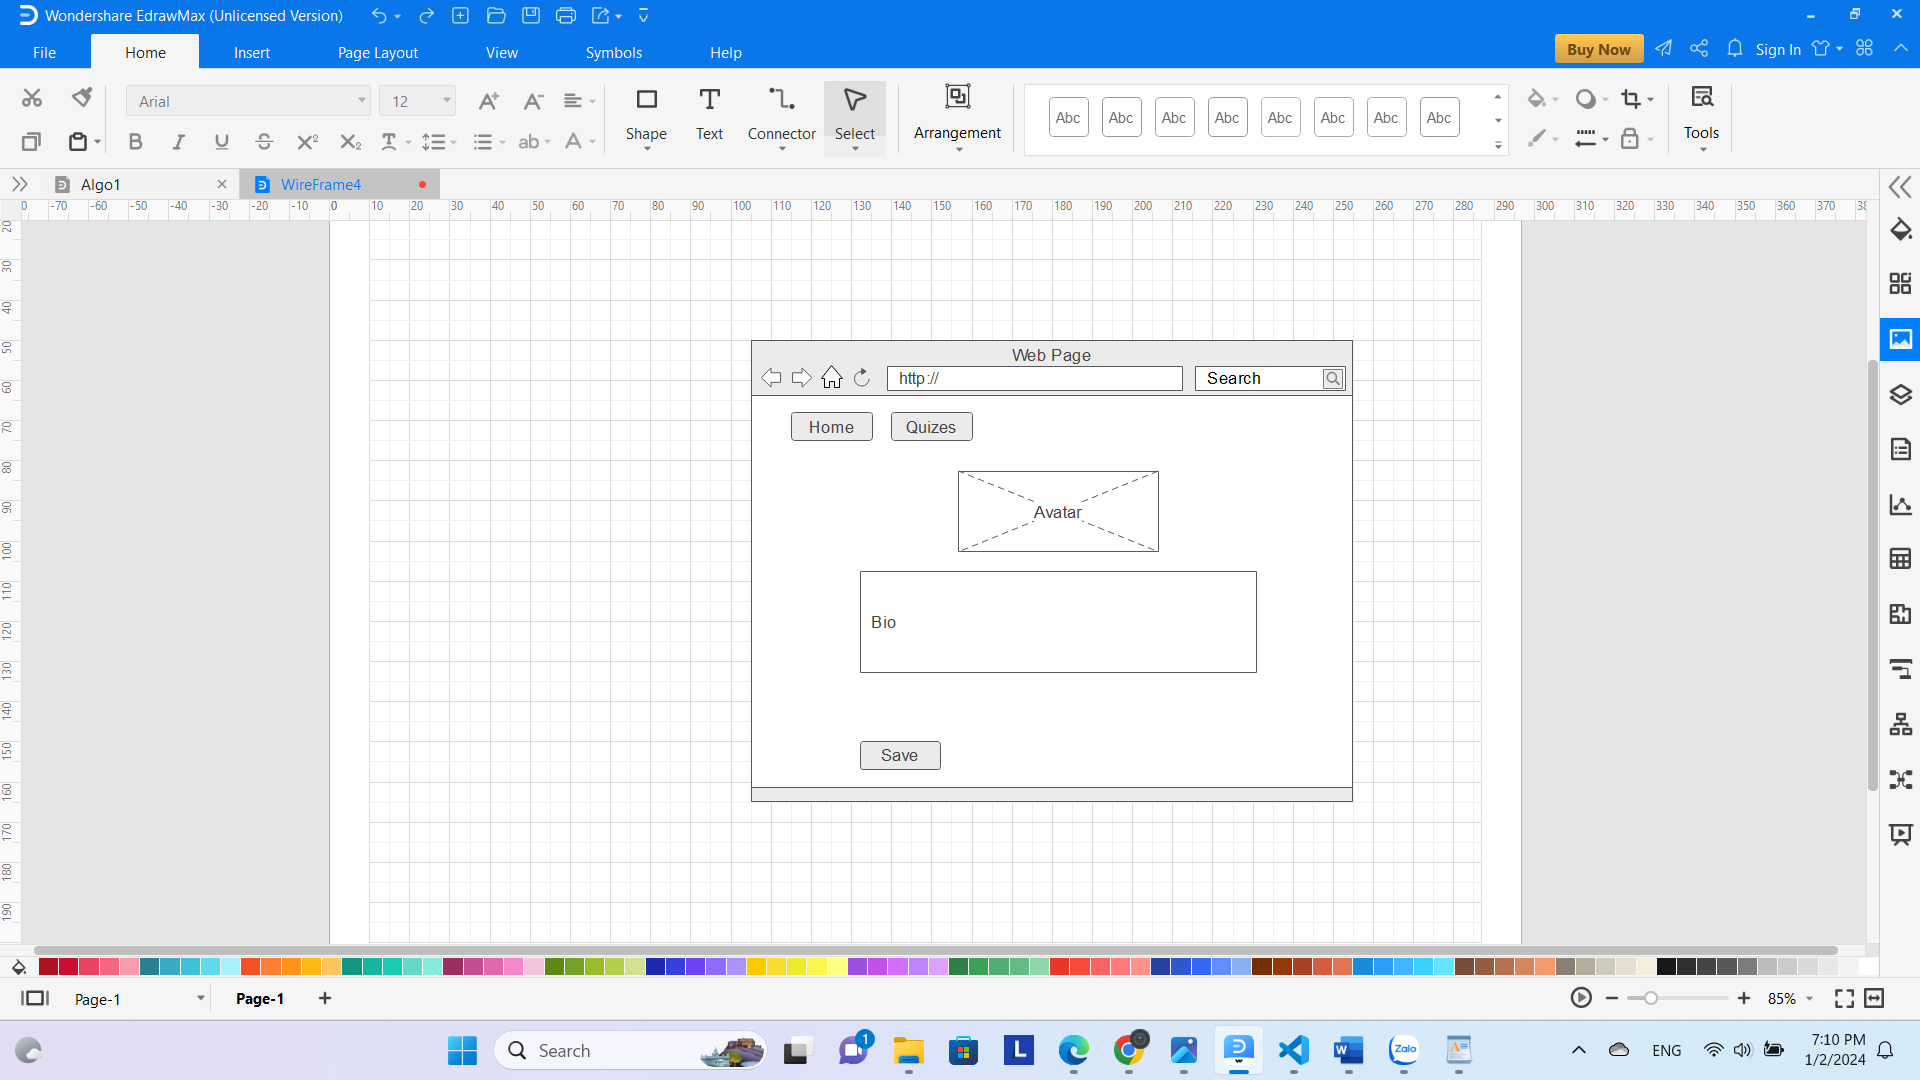 Wondershare EdrawMax (Unlicensed Version)
File Home Insert Page Layout View Symbols Help
Buy Now Sign In
Arial 12
Shape Text Connector Select Arrangement Abc Abc Abc Abc Abc Abc Abc Abc Tools
Algo1 WireFrame4
0 -70 -60 -50 -40 -30 -20 -10 0 10 20 30 40 50 60 70 80 90 100 110 120 130 140 150 160 170 180 190 200 210 220 230 240 250 260 270 280 290 300 310 320 330 340 350 360 370
20
30
40
50
60
70
80
90
100
110
120
130
140
150
160
170
180
190
Web Page
http:// Search
Home Quizes
Avatar
Bio
Save
Page-1 Page-1 85%
Search 1 L Zalo ENG 7:10 PM
1/2/2024